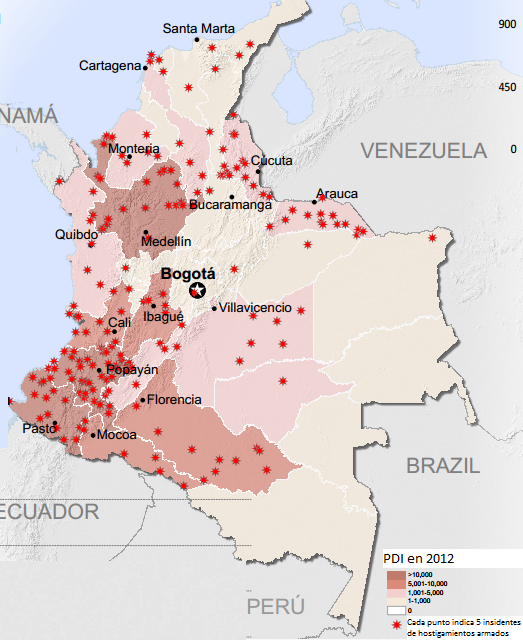 Santa Marta
900
Cartagena
450
NAMÁ
0
VENEZUELA
Monteria
Cúcuta
Arauca
Bucaramanga
Quibdo
Medellín
Bogotá
Villavicencio
Ibagué
Cali
Popayán
Florencia
Pasto
Mocoa
BRAZIL
ECUADOR
PERÚ
PDI en 2012
>10,000
5,001-10,000
1,001-5,000
1-1,000
0
Cada punto indica 5 insidentes
de hostigamientos armados